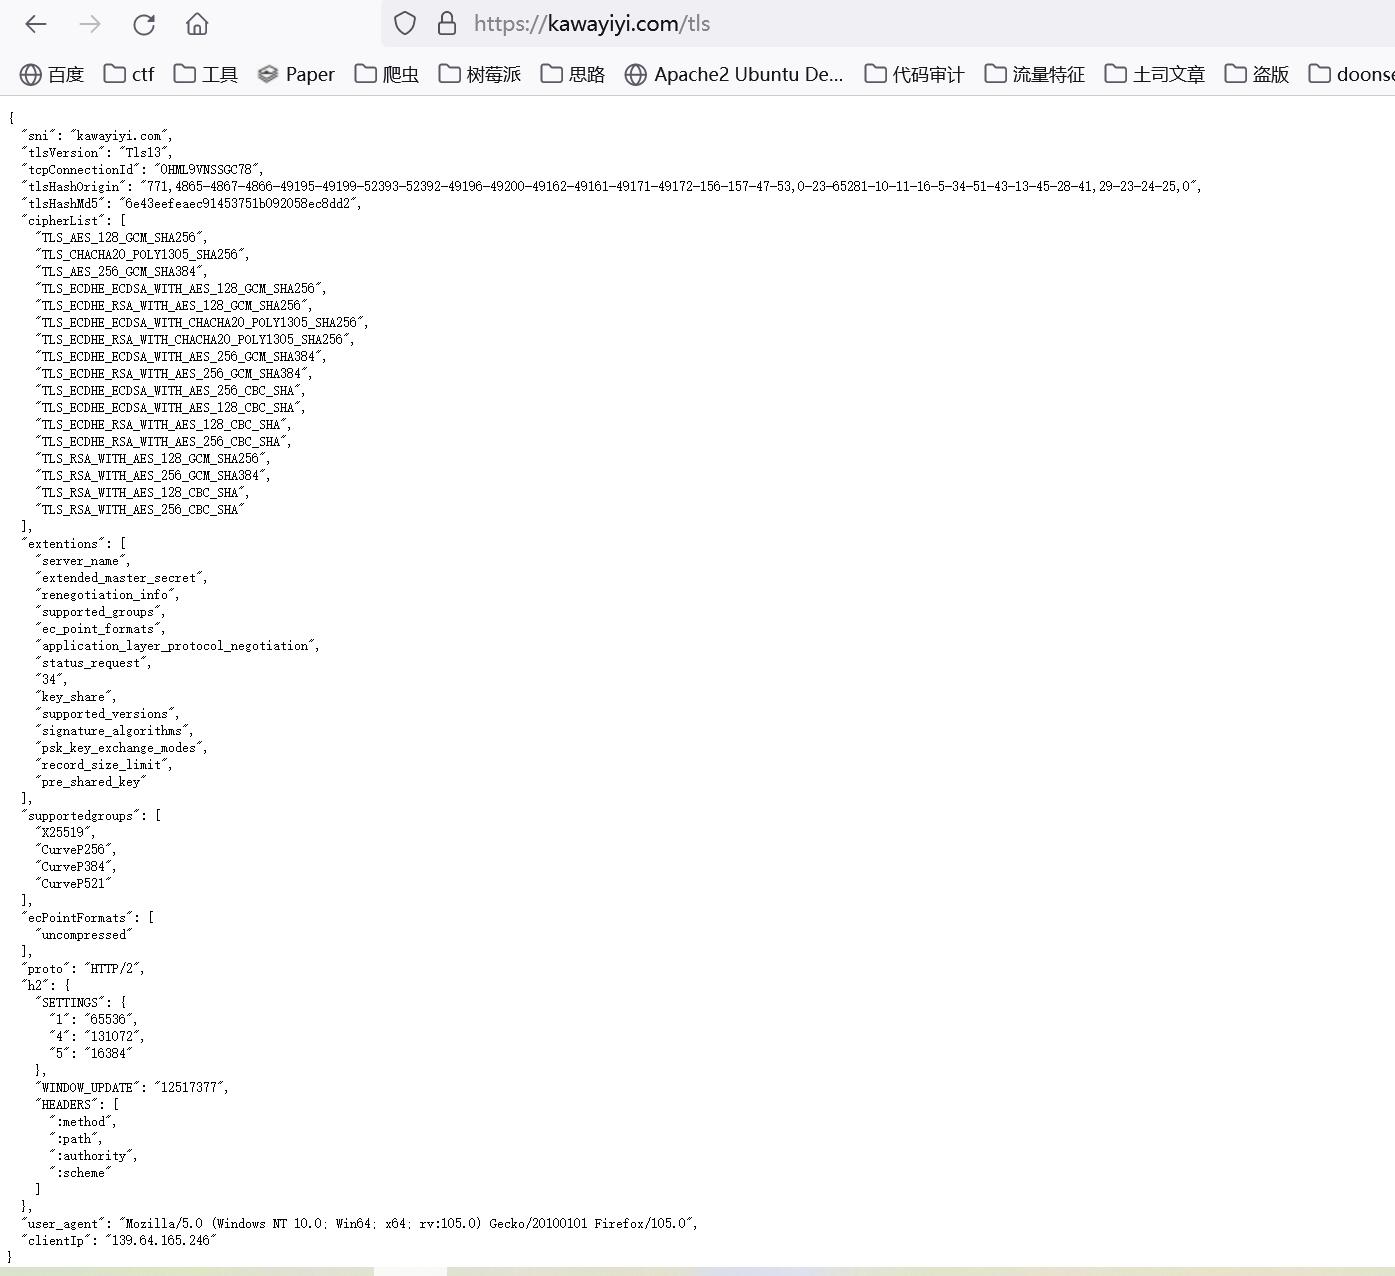 https://kawayiyi.com/tls
百度 ctf 工具 Paper 爬虫 树莓派 思路 Apache2 Ubuntu De... 代码审计 流量特征 土司文章 盗版 doonse
{
"sni": "kawayiyi.com",
"tlsVersion": "Tls13",
"tcpConnectionId": "0HML9VNSSGC78",
"tlsHashOrigin": "771,4865-4867-4866-49195-49199-52393-52392-49196-49200-49162-49161-49171-49172-156-157-47-53,0-23-65281-10-11-16-5-34-51-43-13-45-28-41,29-23-24-25,0",
"tlsHashMd5": "6e43eefeaec91453751b092058ec8dd2",
"cipherList": [
"TLS_AES_128_GCM_SHA256",
"TLS_CHACHA20_POLY1305_SHA256",
"TLS_AES_256_GCM_SHA384",
"TLS_ECDHE_ECDSA_WITH_AES_128_GCM_SHA256",
"TLS_ECDHE_RSA_WITH_AES_128_GCM_SHA256",
"TLS_ECDHE_ECDSA_WITH_CHACHA20_POLY1305_SHA256",
"TLS_ECDHE_RSA_WITH_CHACHA20_POLY1305_SHA256",
"TLS_ECDHE_ECDSA_WITH_AES_256_GCM_SHA384",
"TLS_ECDHE_RSA_WITH_AES_256_GCM_SHA384",
"TLS_ECDHE_ECDSA_WITH_AES_256_CBC_SHA",
"TLS_ECDHE_ECDSA_WITH_AES_128_CBC_SHA",
"TLS_ECDHE_RSA_WITH_AES_128_CBC_SHA",
"TLS_ECDHE_RSA_WITH_AES_256_CBC_SHA",
"TLS_RSA_WITH_AES_128_GCM_SHA256",
"TLS_RSA_WITH_AES_256_GCM_SHA384",
"TLS_RSA_WITH_AES_128_CBC_SHA",
"TLS_RSA_WITH_AES_256_CBC_SHA"
],
"extentions": [
"server_name",
"extended_master_secret",
"renegotiation_info",
"supported_groups",
"ec_point_formats",
"application_layer_protocol_negotiation",
"status_request",
"34",
"key_share",
"supported_versions",
"signature_algorithms",
"psk_key_exchange_modes",
"record_size_limit",
"pre_shared_key"
],
"supportedgroups": [
"X25519",
"CurveP256",
"CurveP384",
"CurveP521"
],
"ecPointFormats": [
"uncompressed"
],
"proto": "HTTP/2",
"h2": {
"SETTINGS": {
"1": "65536",
"4": "131072",
"5": "16384"
},
"WINDOW_UPDATE": "12517377",
"HEADERS": [
":method",
":path",
":authority",
":scheme"
]
},
"user_agent": "Mozilla/5.0 (Windows NT 10.0; Win64; x64; rv:105.0) Gecko/20100101 Firefox/105.0",
"clientIp": "139.64.165.246"
}